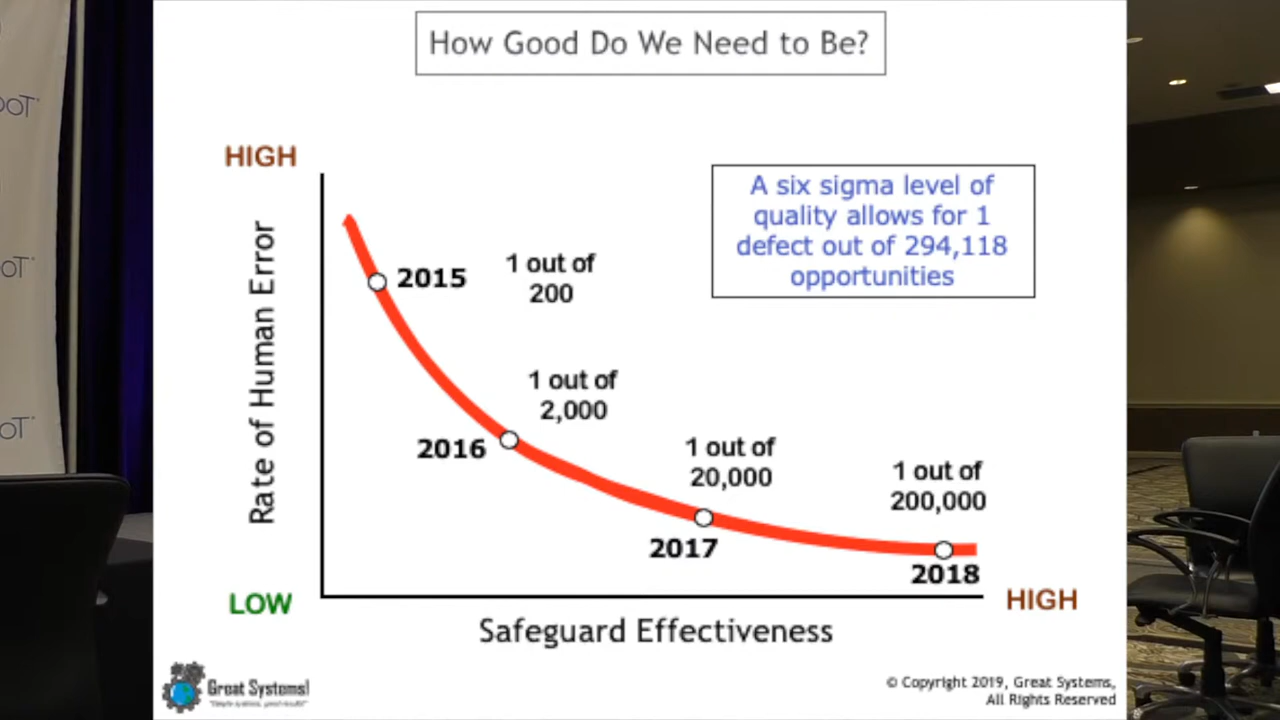 How Good Do We Need to Be?
HIGH
A six sigma level of
quality allows for 1
defect out of 294,118
opportunities
Rate of Human Error
2015
1 out of
200
1 out of
2,000
2016
1 out of
20,000
2017
1 out of
200,000
2018
LOW
HIGH
Safeguard Effectiveness
Great Systems!
© Copyright 2019, Great Systems,
All Rights Reserved